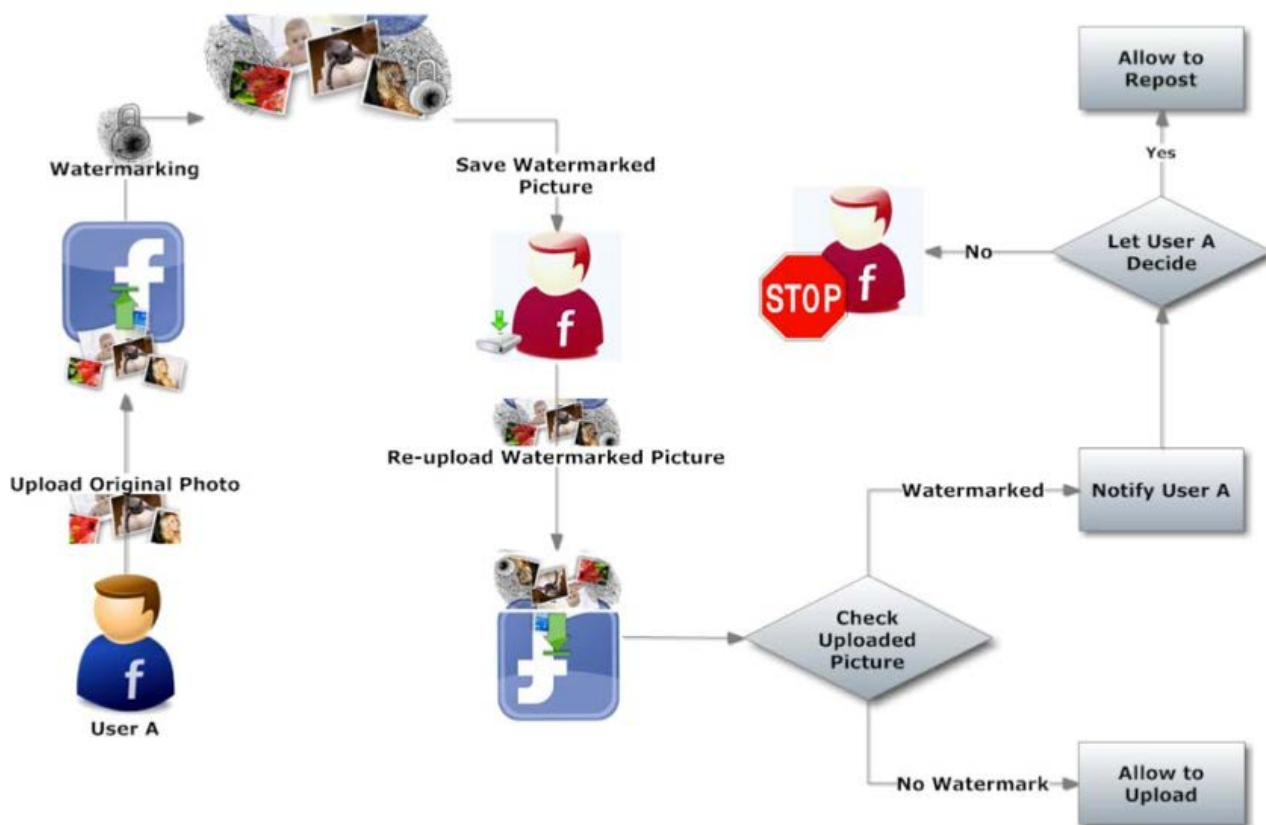 Allow to
Repost
Watermarking
Save Watermarked
Picture
Yes
Let User A
Decide
No
STOP
f
f
f
Upload Original Photo
Re-upload Watermarked Picture
Watermarked
Notify User A
Check
Uploaded
Picture
f
f
User A
No Watermark
Allow to
Upload